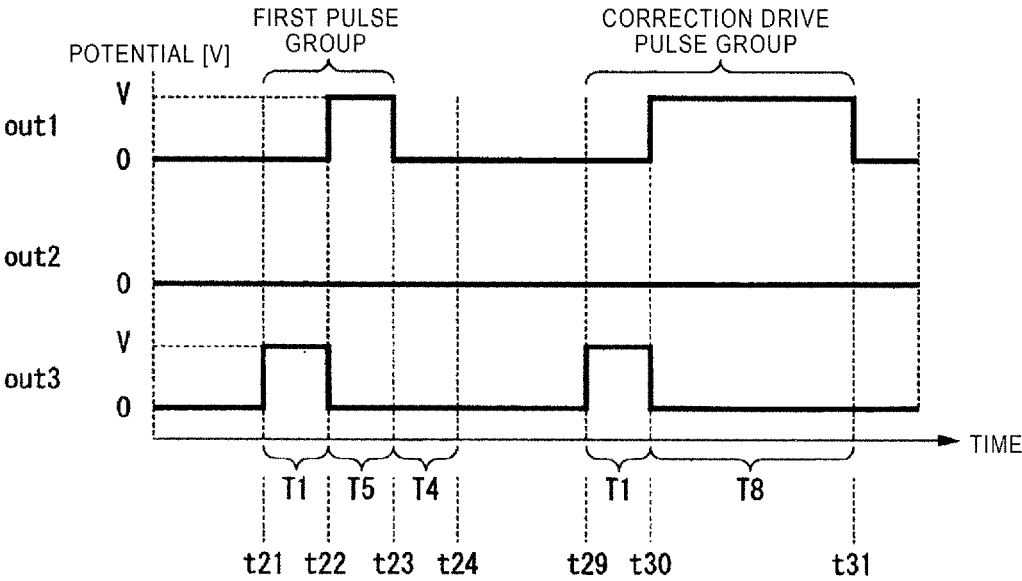 FIRST PULSE
GROUP
CORRECTION DRIVE
PULSE GROUP
POTENTIAL [V]
V
out1
0
out2
0
V
out3
0
TIME
T1 T5 T4 T1 T8
t21 t22 t23 t24 t29 t30 t31